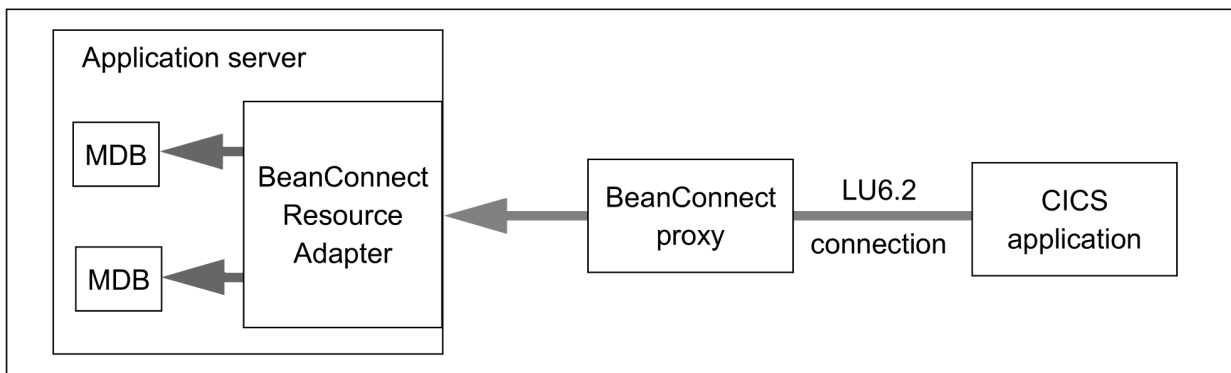 Application server
MDB
MDB
BeanConnect
Resource
Adapter
BeanConnect
proxy
LU6.2
connection
CICS
application